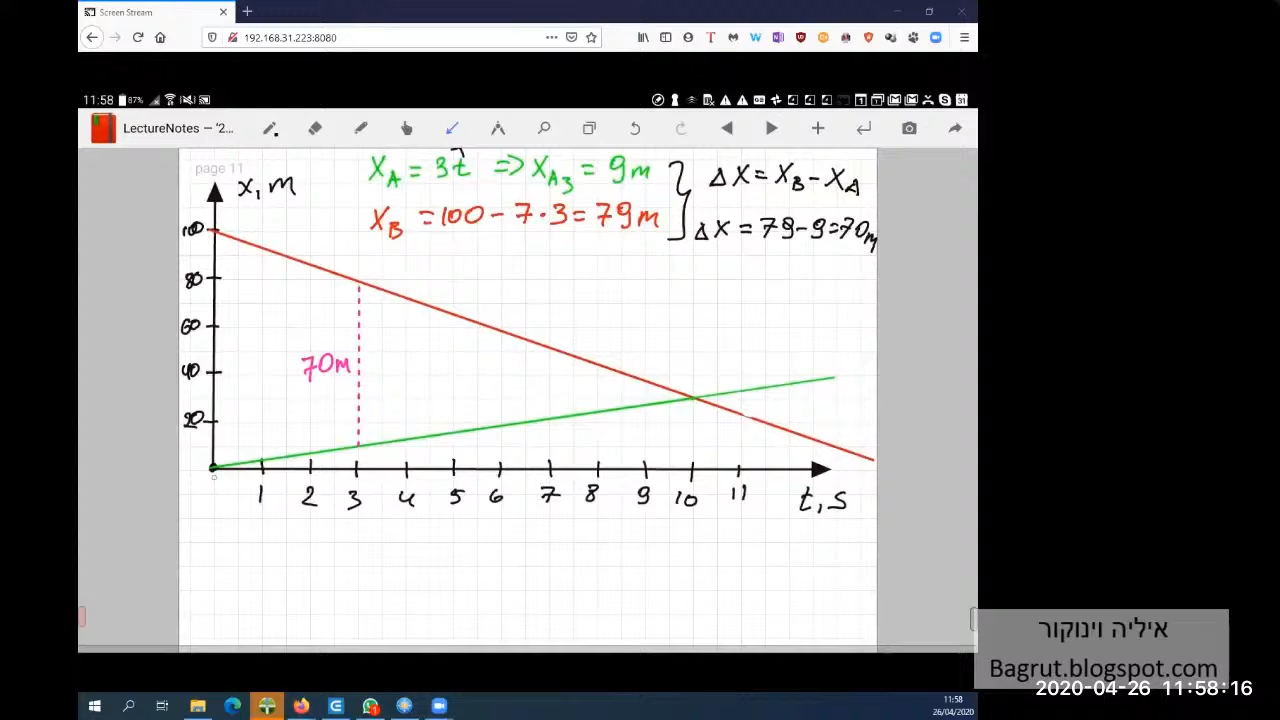 Screen Stream
192.168.31.223:8080
11:58
87%
LectureNotes — ‘2...
page 11
x, m
X_A = 3t => X_A3 = 9m
X_B = 100 - 7·3 = 79m
ΔX = X_B - X_A
ΔX = 79 - 9 = 70m
100
80
60
40
20
70m
0
1 2 3 4 5 6 7 8 9 10 11
t, s
איליה וינוקור
Bagrut.blogspot.com
2020-04-26 11:58:16
11:58
26/04/2020